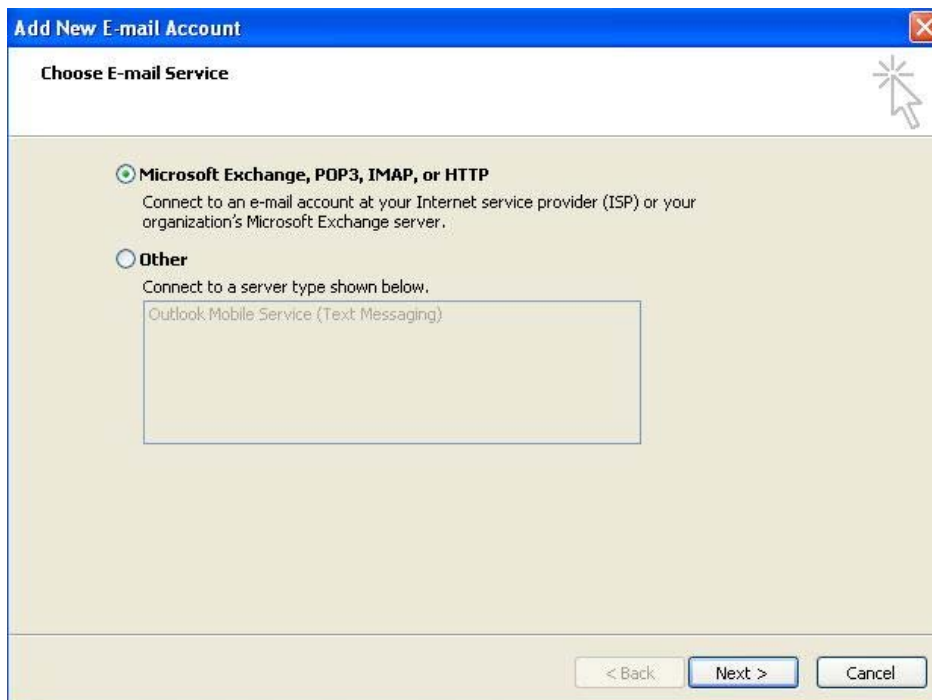 Add New E-mail Account
Choose E-mail Service
Microsoft Exchange, POP3, IMAP, or HTTP
Connect to an e-mail account at your Internet service provider (ISP) or your
organization's Microsoft Exchange server.
Other
Connect to a server type shown below.
Outlook Mobile Service (Text Messaging)
< Back Next > Cancel